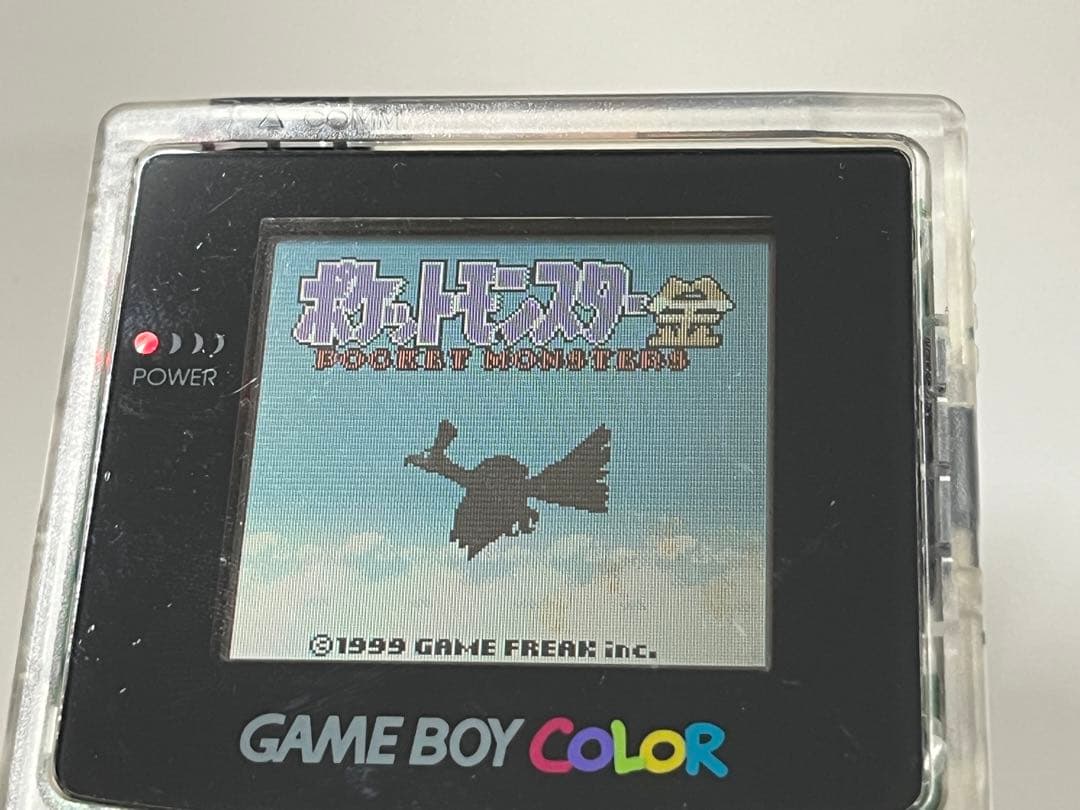 COMM
ポケットモンスター金
POCKET MONSTERS
POWER
©1999 GAME FREAK inc.
GAME BOY COLOR